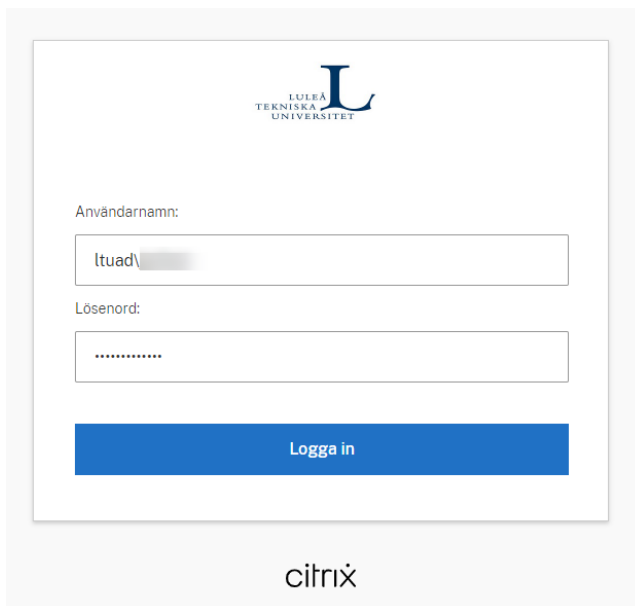 LULEÅ
TEKNISKA
UNIVERSITET
Användarnamn:
ltuad\
Lösenord:
•••••••••••••
Logga in
citrix